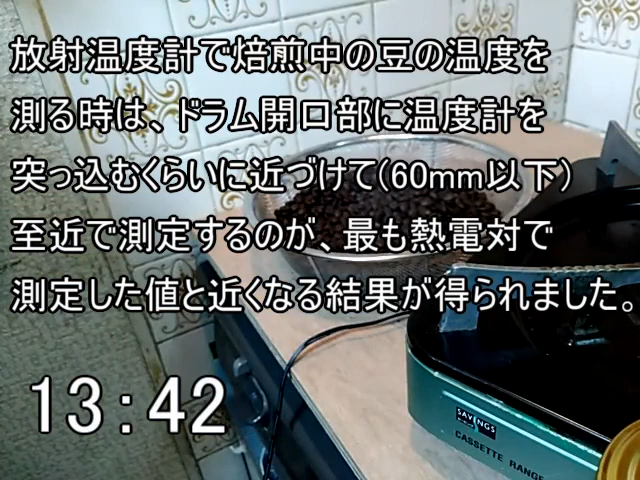 放射温度計で焙煎中の豆の温度を
測る時は、ドラム開口部に温度計を
突っ込むくらいに近づけて(60mm以下)
至近で測定するのが、最も熱電対で
測定した値と近くなる結果が得られました。
13:42
SAVINGS
CASSETTE RANGE